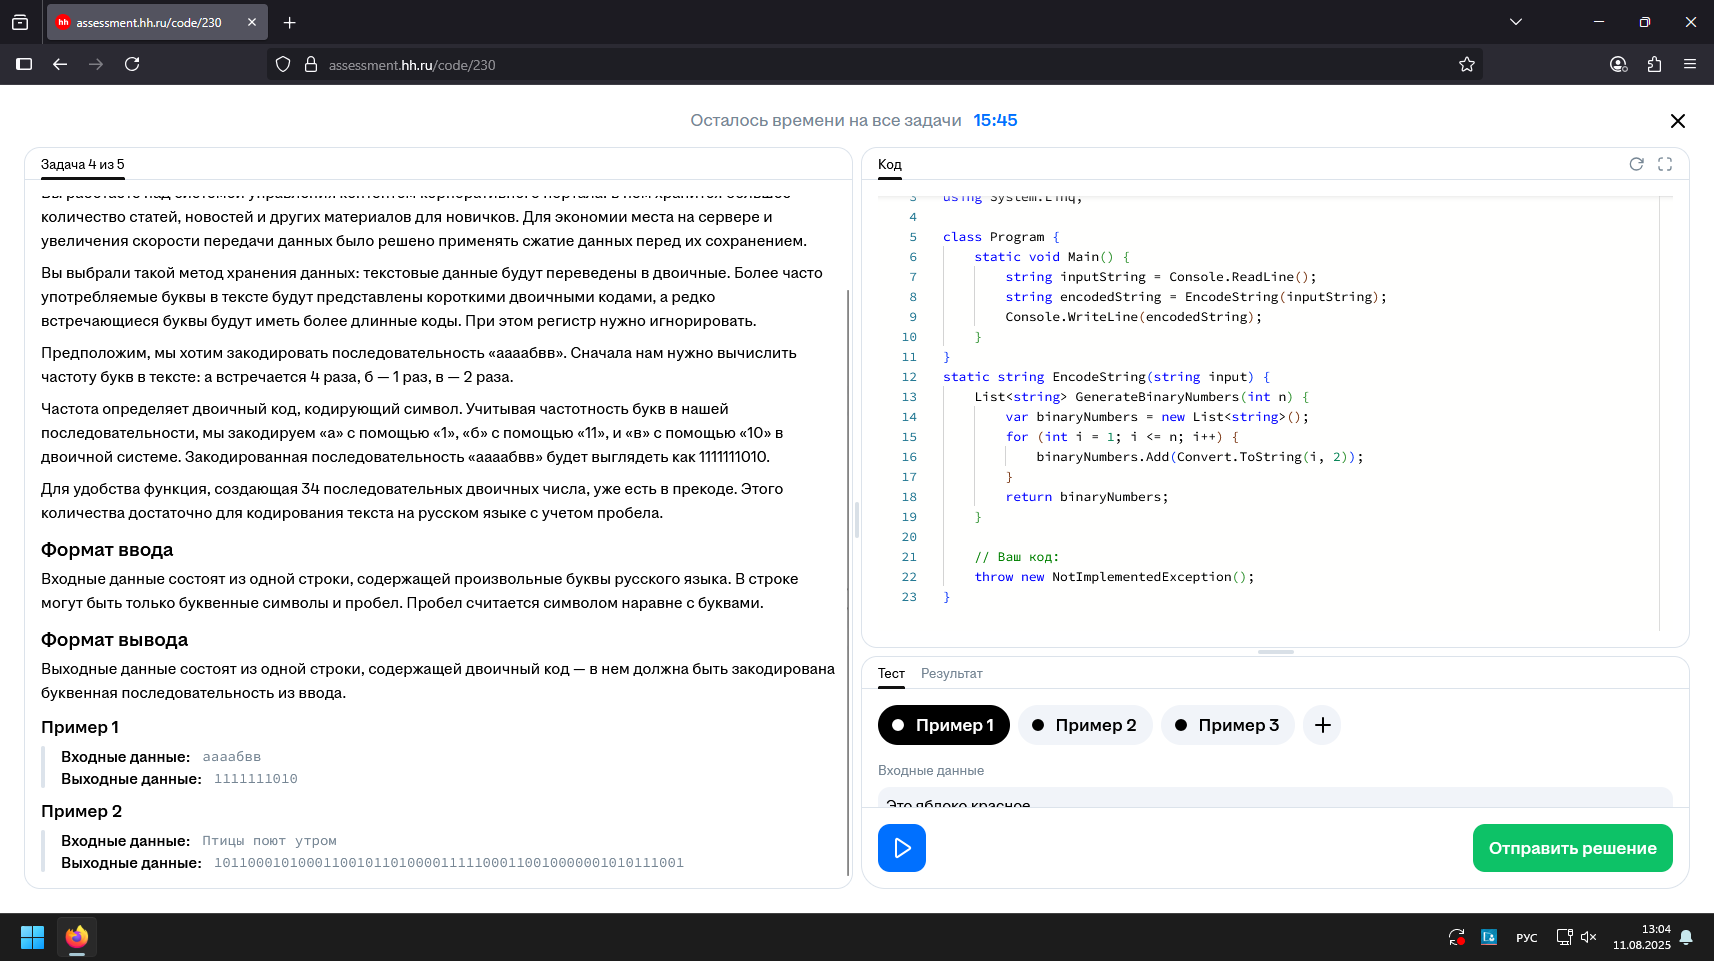 assessment.hh.ru/code/230
assessment.hh.ru/code/230
Осталось времени на все задачи 15:45
Задача 4 из 5
Вы работаете над системой управления контентом корпоративного портала. В нем хранится большое
количество статей, новостей и других материалов для новичков. Для экономии места на сервере и
увеличения скорости передачи данных было решено применять сжатие данных перед их сохранением.
Вы выбрали такой метод хранения данных: текстовые данные будут переведены в двоичные. Более часто
употребляемые буквы в тексте будут представлены короткими двоичными кодами, а редко
встречающиеся буквы будут иметь более длинные коды. При этом регистр нужно игнорировать.
Предположим, мы хотим закодировать последовательность «аааабвв». Сначала нам нужно вычислить
частоту букв в тексте: а встречается 4 раза, б — 1 раз, в — 2 раза.
Частота определяет двоичный код, кодирующий символ. Учитывая частотность букв в нашей
последовательности, мы закодируем «а» с помощью «1», «б» с помощью «11», и «в» с помощью «10» в
двоичной системе. Закодированная последовательность «аааабвв» будет выглядеть как 1111111010.
Для удобства функция, создающая 34 последовательных двоичных числа, уже есть в прекоде. Этого
количества достаточно для кодирования текста на русском языке с учетом пробела.
Формат ввода
Входные данные состоят из одной строки, содержащей произвольные буквы русского языка. В строке
могут быть только буквенные символы и пробел. Пробел считается символом наравне с буквами.
Формат вывода
Выходные данные состоят из одной строки, содержащей двоичный код — в нем должна быть закодирована
буквенная последовательность из ввода.
Пример 1
Входные данные: аааабвв
Выходные данные: 1111111010
Пример 2
Входные данные: Птицы поют утром
Выходные данные: 10110001010001100101101000011111000110010000001010111001
Код
3 using System.Linq;
4
5 class Program {
6 static void Main() {
7 string inputString = Console.ReadLine();
8 string encodedString = EncodeString(inputString);
9 Console.WriteLine(encodedString);
10 }
11 }
12 static string EncodeString(string input) {
13 List<string> GenerateBinaryNumbers(int n) {
14 var binaryNumbers = new List<string>();
15 for (int i = 1; i <= n; i++) {
16 binaryNumbers.Add(Convert.ToString(i, 2));
17 }
18 return binaryNumbers;
19 }
20
21 // Ваш код:
22 throw new NotImplementedException();
23 }
Тест Результат
Пример 1 Пример 2 Пример 3
Входные данные
Это яблоко красное
Отправить решение
РУС
13:04
11.08.2025